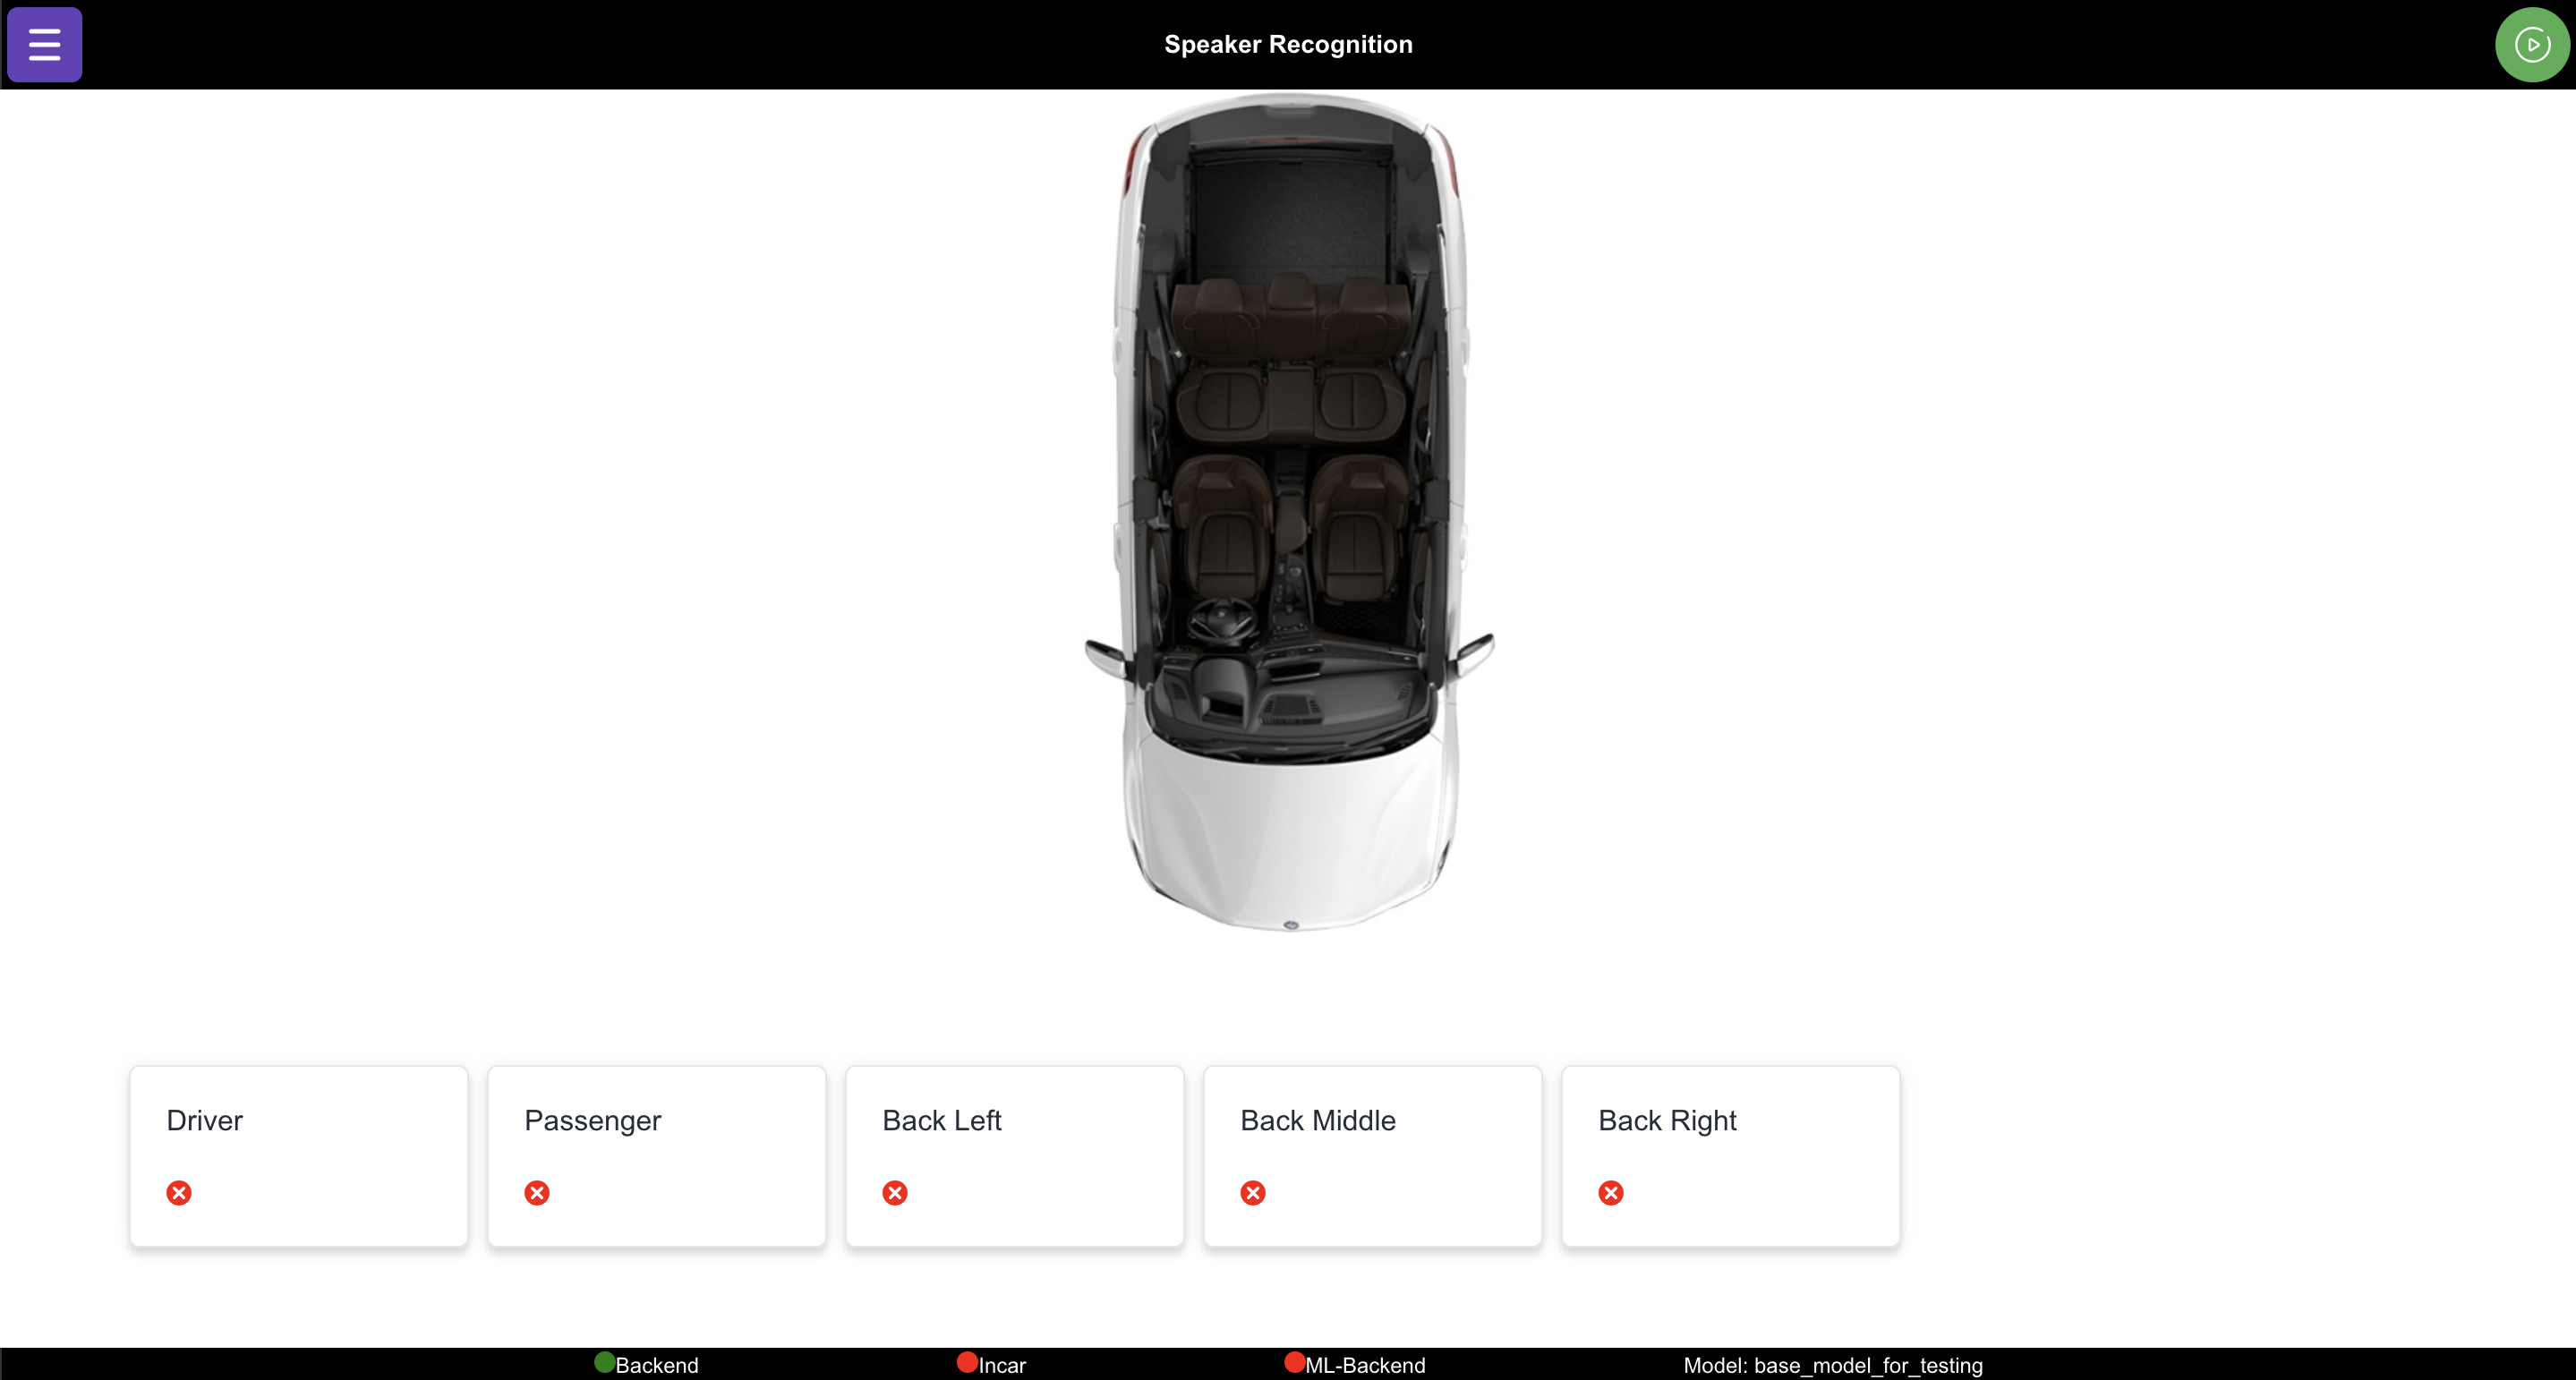 Speaker Recognition
Driver
Passenger
Back Left
Back Middle
Back Right
Backend
Incar
ML-Backend
Model: base_model_for_testing